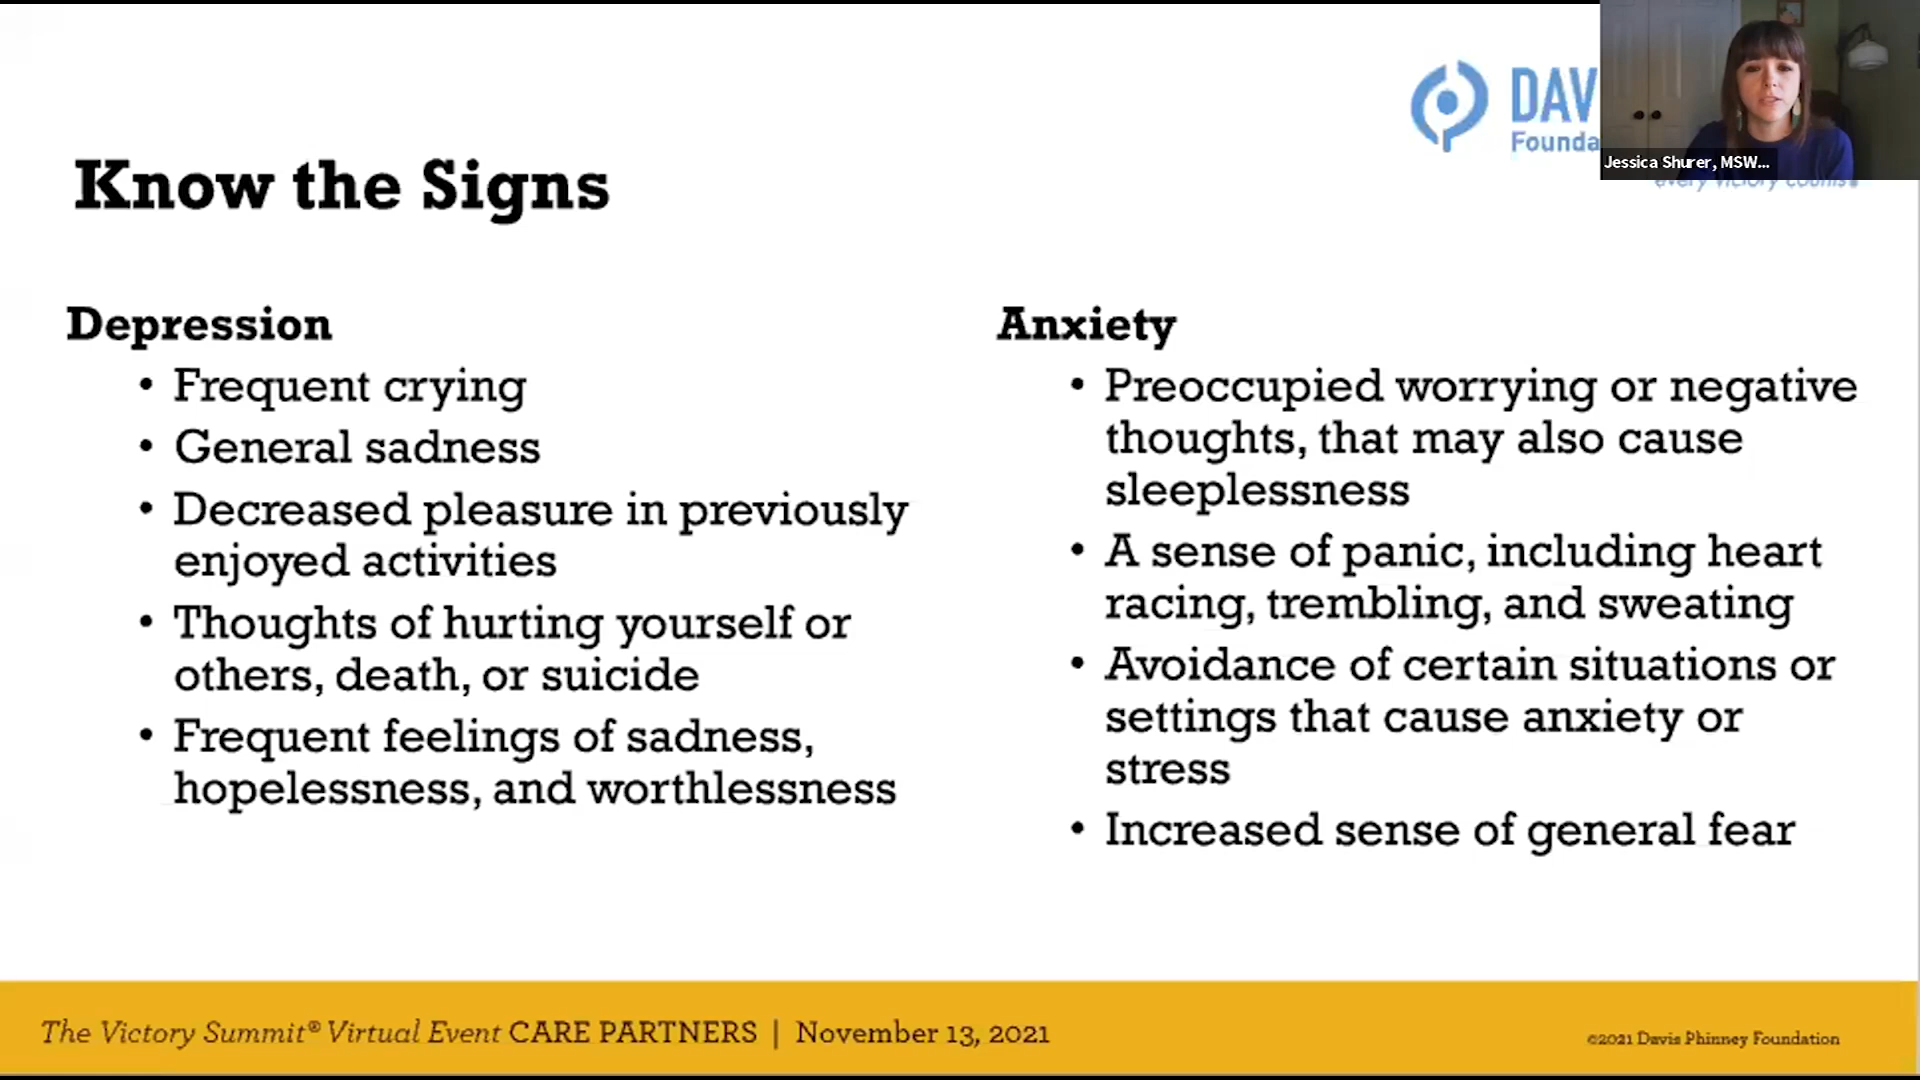 DAV
Founda
Jessica Shurer, MSW...
every victory counts®
Know the Signs
Depression
• Frequent crying
• General sadness
• Decreased pleasure in previously
enjoyed activities
• Thoughts of hurting yourself or
others, death, or suicide
• Frequent feelings of sadness,
hopelessness, and worthlessness
Anxiety
• Preoccupied worrying or negative
thoughts, that may also cause
sleeplessness
• A sense of panic, including heart
racing, trembling, and sweating
• Avoidance of certain situations or
settings that cause anxiety or
stress
• Increased sense of general fear
The Victory Summit® Virtual Event CARE PARTNERS | November 13, 2021
©2021 Davis Phinney Foundation